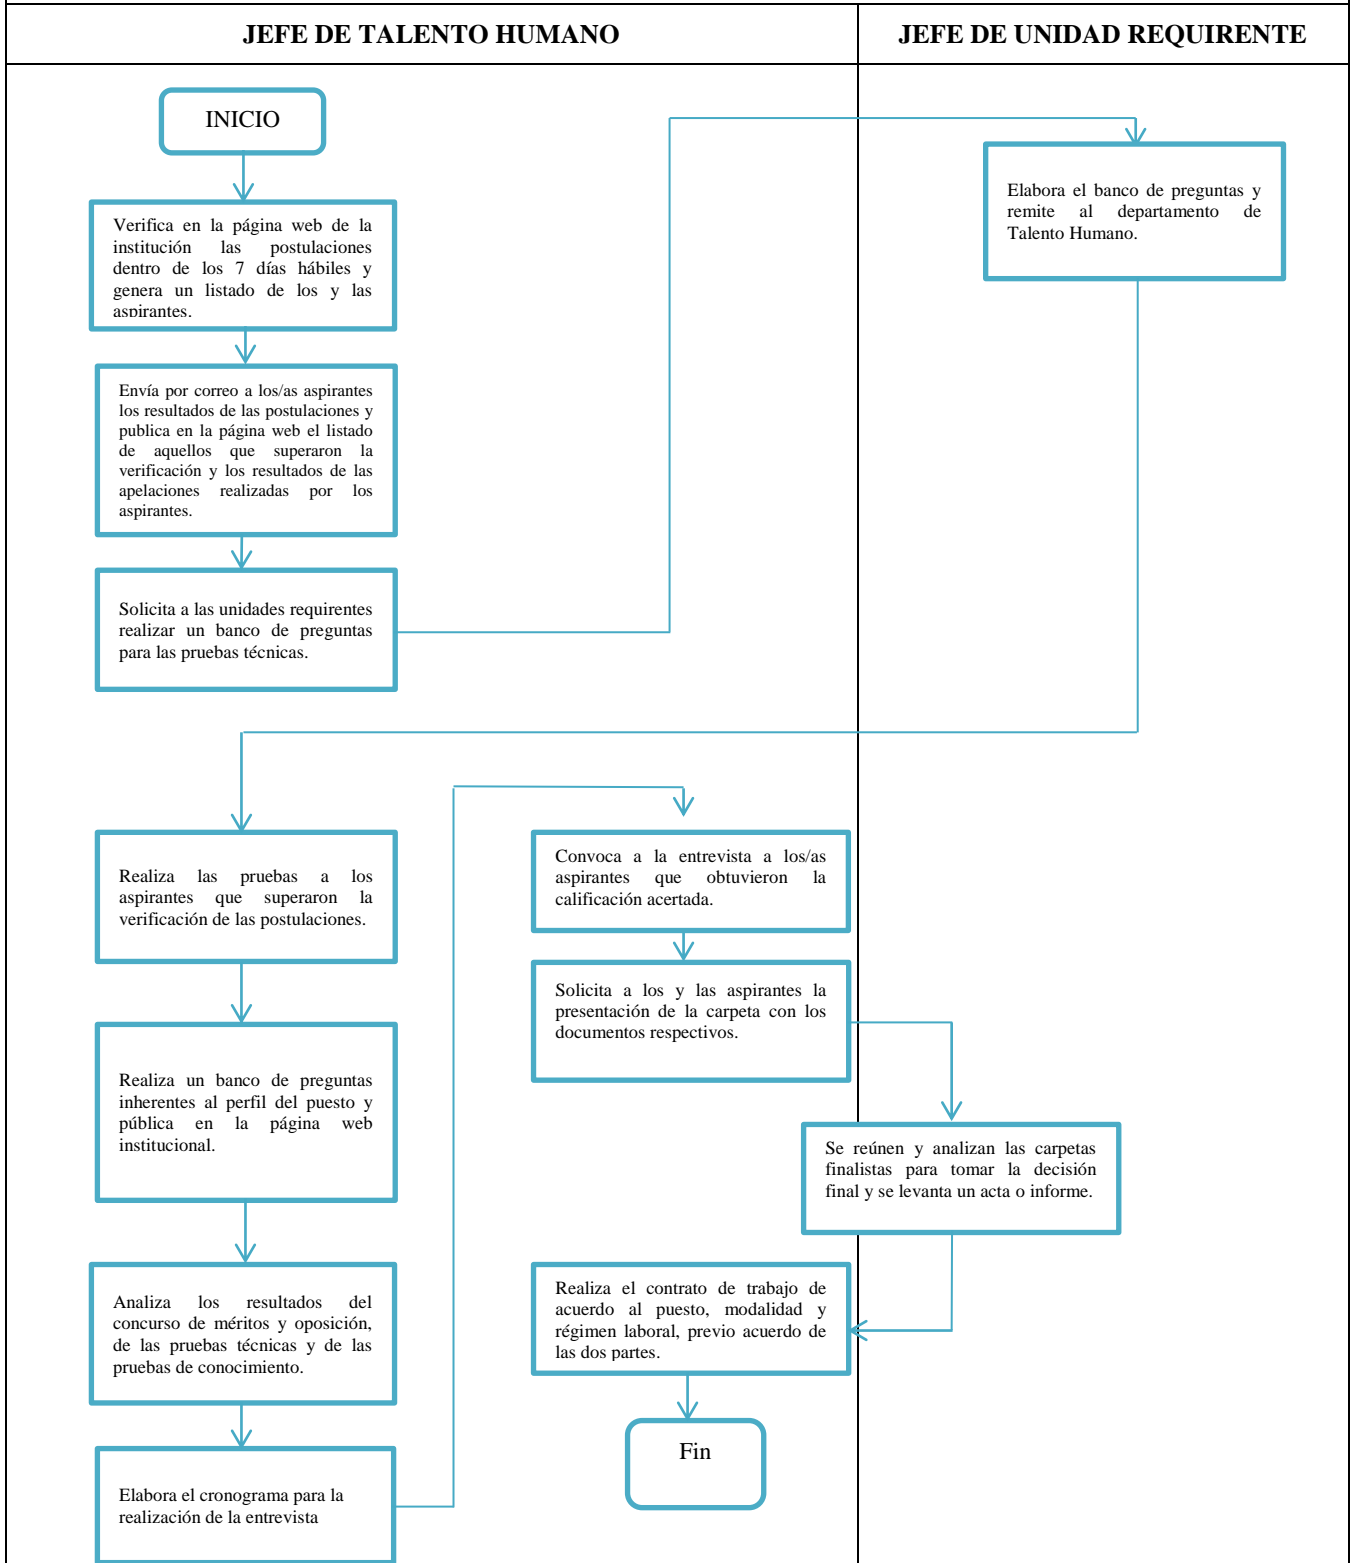 JEFE DE TALENTO HUMANO
JEFE DE UNIDAD REQUIRENTE
INICIO
Verifica en la página web de la
institución las postulaciones
dentro de los 7 días hábiles y
genera un listado de los y las
aspirantes.
Envía por correo a los/as aspirantes
los resultados de las postulaciones y
publica en la página web el listado
de aquellos que superaron la
verificación y los resultados de las
apelaciones realizadas por los
aspirantes.
Solicita a las unidades requirentes
realizar un banco de preguntas
para las pruebas técnicas.
Elabora el banco de preguntas y
remite al departamento de
Talento Humano.
Realiza las pruebas a los
aspirantes que superaron la
verificación de las postulaciones.
Realiza un banco de preguntas
inherentes al perfil del puesto y
pública en la página web
institucional.
Analiza los resultados del
concurso de méritos y oposición,
de las pruebas técnicas y de las
pruebas de conocimiento.
Elabora el cronograma para la
realización de la entrevista
Convoca a la entrevista a los/as
aspirantes que obtuvieron la
calificación acertada.
Solicita a los y las aspirantes la
presentación de la carpeta con los
documentos respectivos.
Se reúnen y analizan las carpetas
finalistas para tomar la decisión
final y se levanta un acta o informe.
Realiza el contrato de trabajo de
acuerdo al puesto, modalidad y
régimen laboral, previo acuerdo de
las dos partes.
Fin